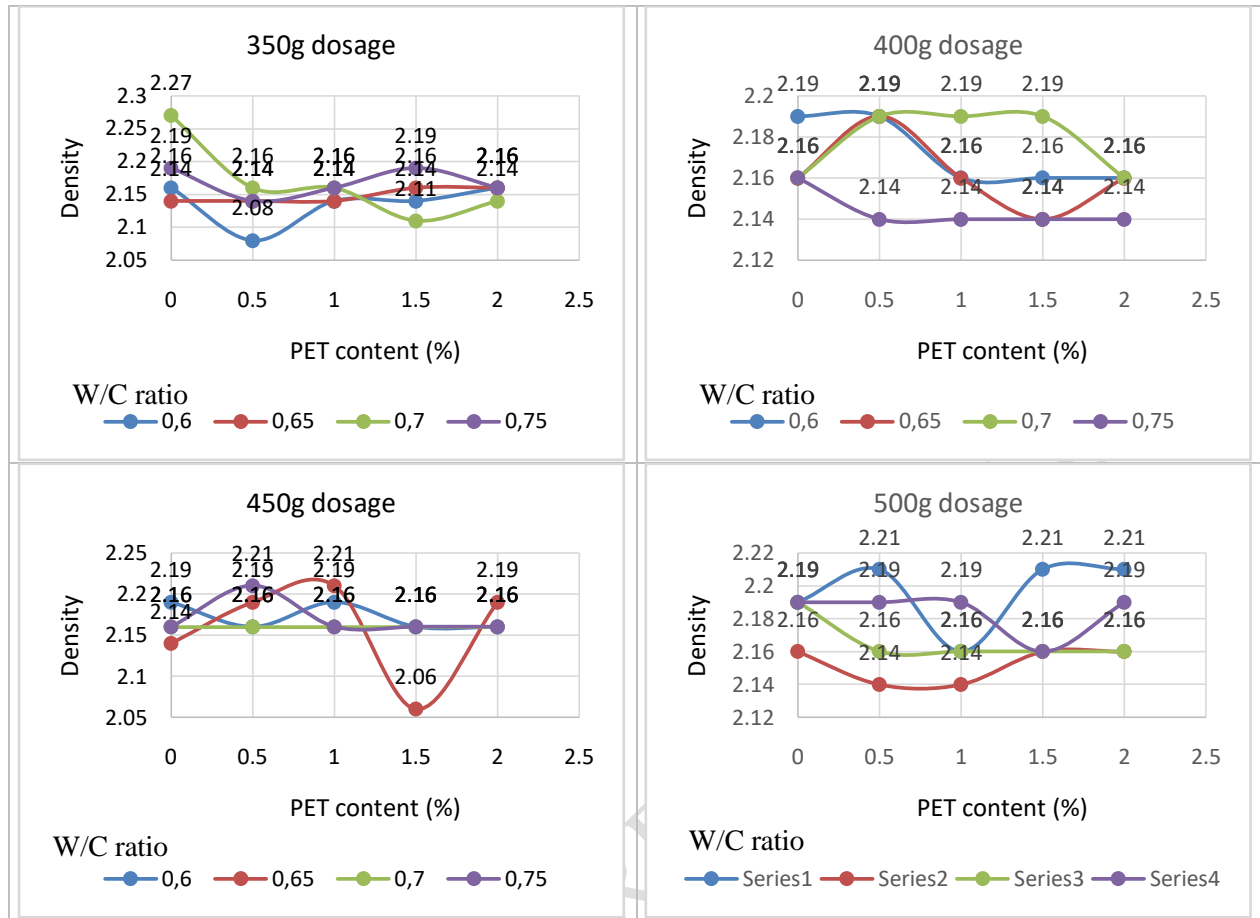 350g dosage
2.27
2.3
2.25
2.19
2.19
2.2
2.16
2.16
2.16
2.16
2.16
2.14
2.14
2.14
2.14
2.14
2.15
2.11
2.08
2.1
2.05
Density
0 0.5 1 1.5 2 2.5
PET content (%)
W/C ratio
0,6 0,65 0,7 0,75
400g dosage
2.19 2.19 2.19 2.19
2.2
2.18
2.16 2.16 2.16 2.16
2.16
2.14 2.14 2.14 2.14
2.14
2.12
Density
0 0.5 1 1.5 2 2.5
PET content (%)
W/C ratio
0,6 0,65 0,7 0,75
450g dosage
2.25
2.21 2.21
2.19 2.19 2.19 2.19
2.2
2.16 2.16 2.16 2.16 2.16
2.14
2.15
2.1
2.06
2.05
Density
0 0.5 1 1.5 2 2.5
PET content (%)
W/C ratio
0,6 0,65 0,7 0,75
500g dosage
2.21 2.21 2.21
2.22
2.19 2.19 2.19 2.19
2.2
2.18
2.16 2.16 2.16 2.16 2.16
2.16
2.14 2.14
2.14
2.12
Density
0 0.5 1 1.5 2 2.5
PET content (%)
W/C ratio
Series1 Series2 Series3 Series4